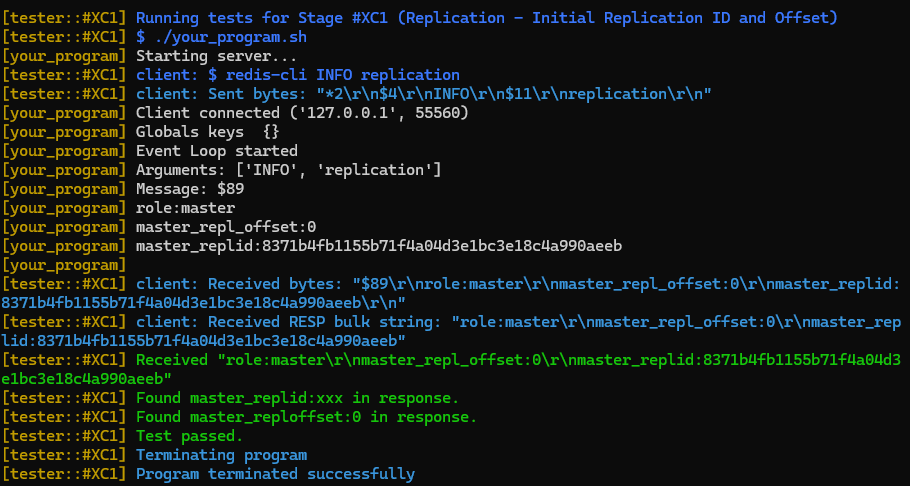 [tester::#XC1] Running tests for Stage #XC1 (Replication - Initial Replication ID and Offset)
[tester::#XC1] $ ./your_program.sh
[your_program] Starting server...
[tester::#XC1] client: $ redis-cli INFO replication
[tester::#XC1] client: Sent bytes: "*2\r\n$4\r\nINFO\r\n$11\r\nreplication\r\n"
[your_program] Client connected ('127.0.0.1', 55560)
[your_program] Globals keys  {}
[your_program] Event Loop started
[your_program] Arguments: ['INFO', 'replication']
[your_program] Message: $89
[your_program] role:master
[your_program] master_repl_offset:0
[your_program] master_replid:8371b4fb1155b71f4a04d3e1bc3e18c4a990aeeb
[your_program]
[tester::#XC1] client: Received bytes: "$89\r\nrole:master\r\nmaster_repl_offset:0\r\nmaster_replid:
8371b4fb1155b71f4a04d3e1bc3e18c4a990aeeb\r\n"
[tester::#XC1] client: Received RESP bulk string: "role:master\r\nmaster_repl_offset:0\r\nmaster_rep
lid:8371b4fb1155b71f4a04d3e1bc3e18c4a990aeeb"
[tester::#XC1] Received "role:master\r\nmaster_repl_offset:0\r\nmaster_replid:8371b4fb1155b71f4a04d3
e1bc3e18c4a990aeeb"
[tester::#XC1] Found master_replid:xxx in response.
[tester::#XC1] Found master_reploffset:0 in response.
[tester::#XC1] Test passed.
[tester::#XC1] Terminating program
[tester::#XC1] Program terminated successfully